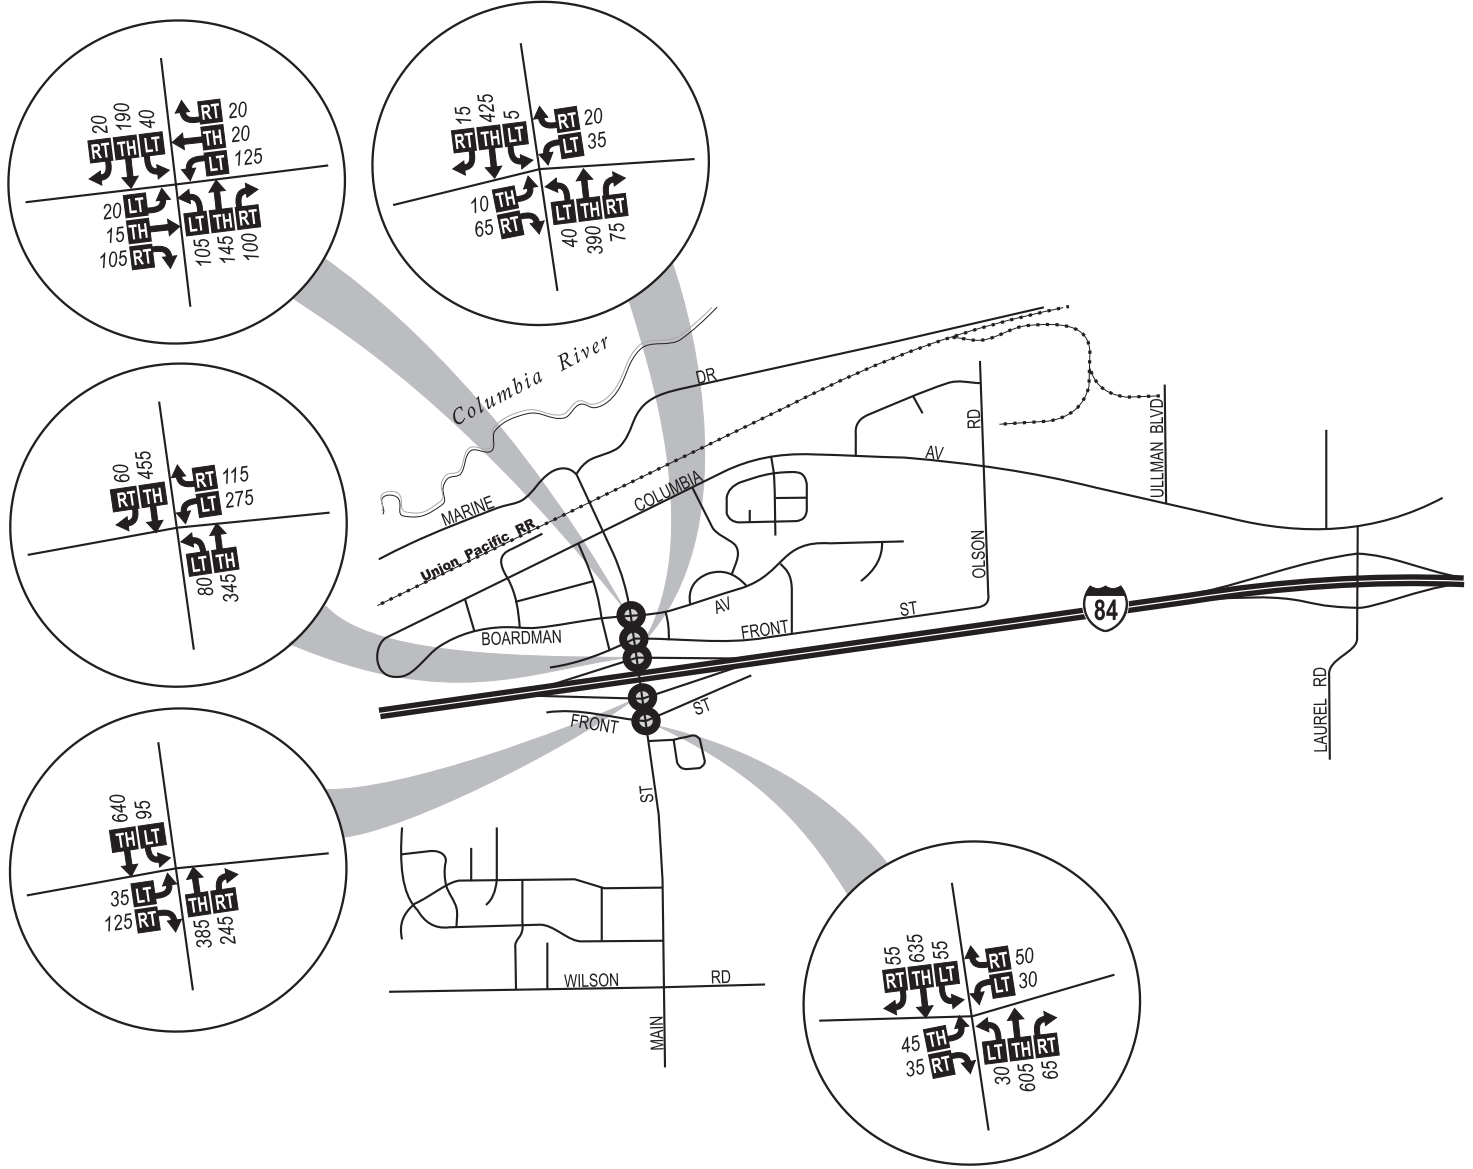 20
190
40
RT
TH
LT
RT 20
TH 20
LT 125
20 LT
15 TH
105 RT
LT
TH
RT
105
145
100
15
425
5
RT
TH
LT
RT 20
LT 35
10 TH
65 RT
LT
TH
RT
40
390
75
60
455
RT
TH
RT 115
LT 275
LT
TH
80
345
640
95
TH
LT
35 LT
125 RT
TH
RT
385
245
55
635
55
RT
TH
LT
RT 50
LT 30
45 TH
35 RT
LT
TH
RT
30
605
65
Columbia River
DR
MARINE
Union Pacific RR
COLUMBIA
AV
RD
OLSON
ULLMAN BLVD
BOARDMAN
AV
FRONT
ST
84
FRONT
ST
ST
MAIN
WILSON RD
LAUREL RD